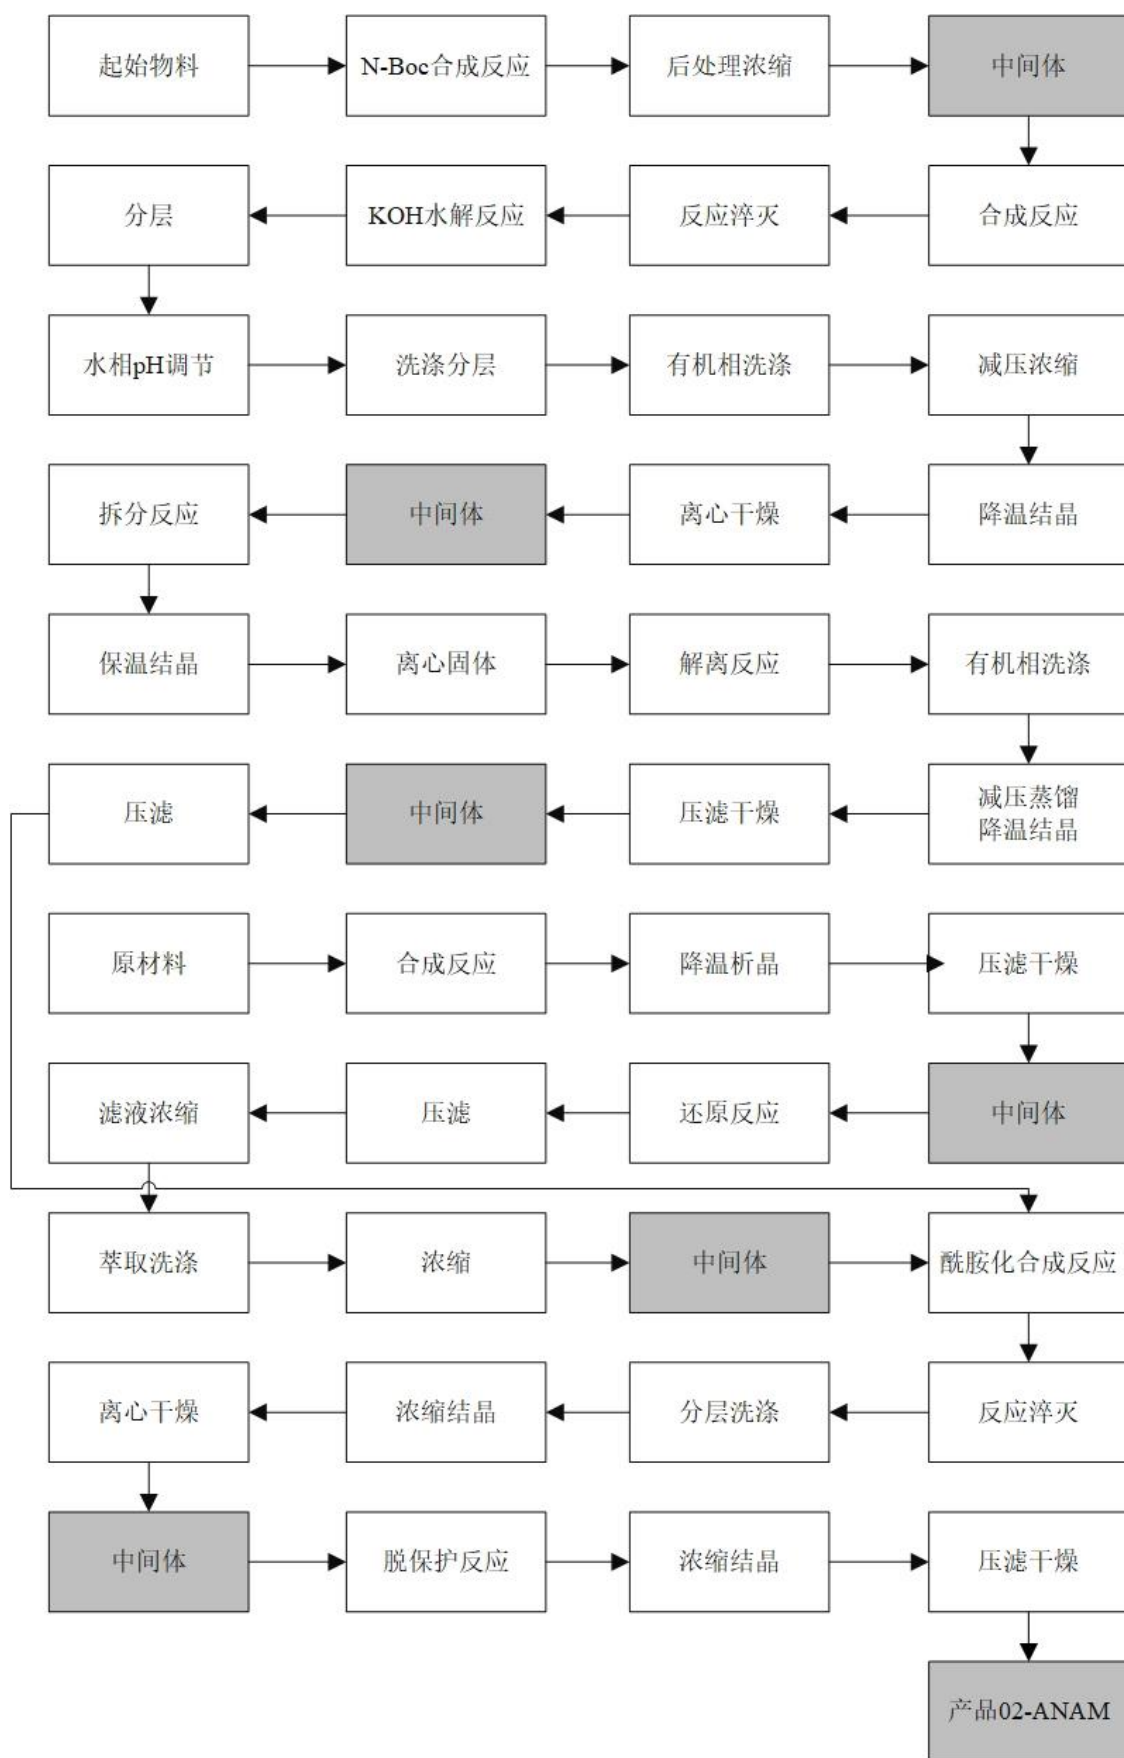 起始物料
N-Boc合成反应
后处理浓缩
中间体
分层
KOH水解反应
反应淬灭
合成反应
水相pH调节
洗涤分层
有机相洗涤
减压浓缩
拆分反应
中间体
离心干燥
降温结晶
保温结晶
离心固体
解离反应
有机相洗涤
压滤
中间体
压滤干燥
减压蒸馏
降温结晶
原材料
合成反应
降温析晶
压滤干燥
滤液浓缩
压滤
还原反应
中间体
萃取洗涤
浓缩
中间体
酰胺化合成反应
离心干燥
浓缩结晶
分层洗涤
反应淬灭
中间体
脱保护反应
浓缩结晶
压滤干燥
产品02-ANAM